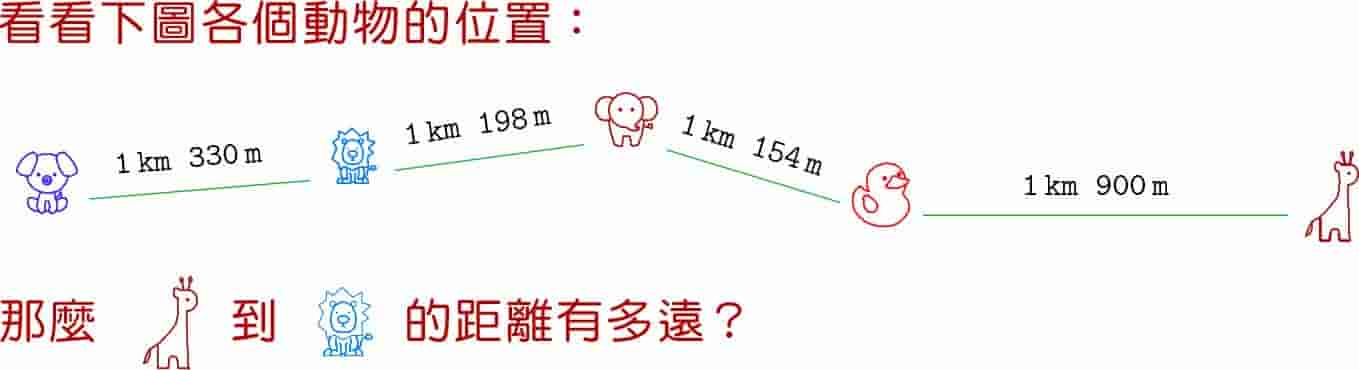 看看下圖各個動物的位置：
1 km 330 m
1 km 198 m
1 km 154 m
1 km 900 m
那麼 到 的距離有多遠？